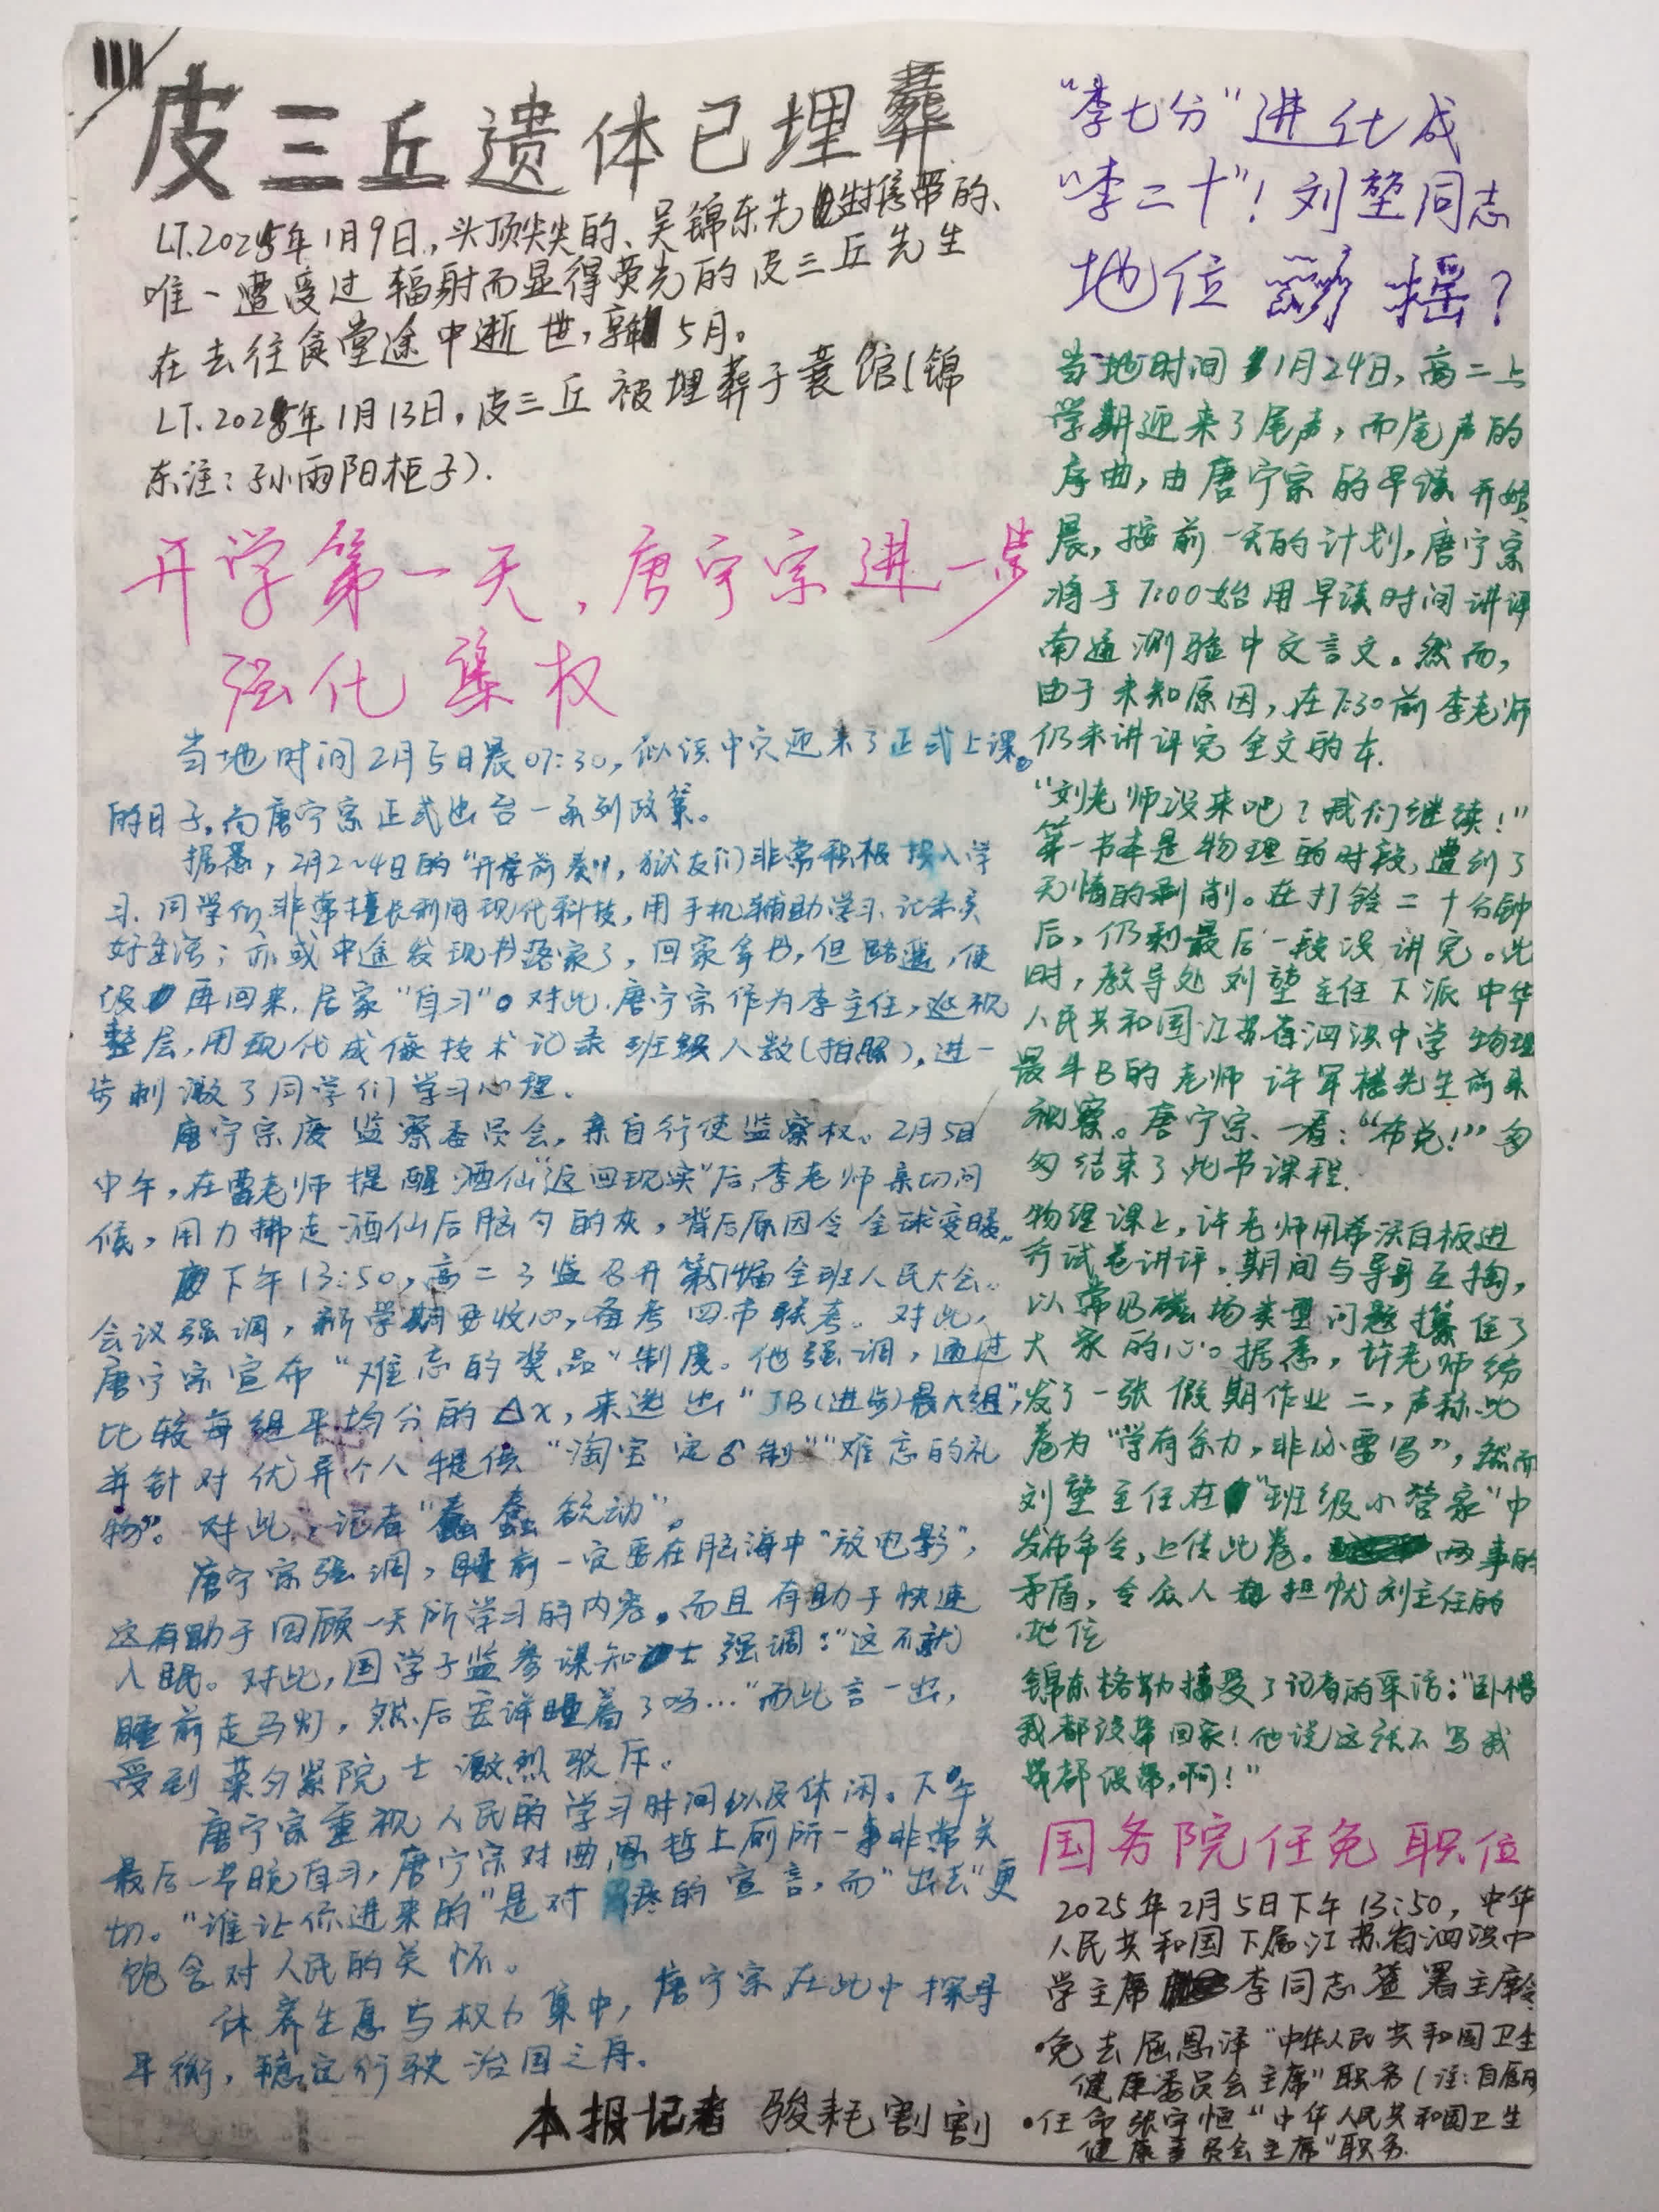 皮三丘遗体已埋葬
LT.2025年1月9日,头顶尖尖的、吴锦东先生携带的、
唯一遭受过辐射而显得荧光的皮三丘先生
在去往食堂途中逝世,享年5月。
LT.2025年1月13日,皮三丘被埋葬于囊馆(锦
东注:孙雨阳柜子).
开学第一天,唐宁宗进一步
强化集权
当地时间2月5日晨07:30,似洪中宍迎来了正式上课
的日子。而唐宁宗正式出台一系列政策。
据悉,2月2~4日的"开学前奏",狱友们非常积极投入学
习.同学们非常擅长利用现代科技,用手机辅助学习、记录美
好生活;亦或中途发现书落家了,回家拿书,但路遥,便
没再回来,居家"自习"。对此,唐宁宗作为李主任,巡视
整层,用现代成像技术记录班级人数(拍照),进一
步刺激了同学们学习心理.
唐宁宗废监察委员会,亲自行使监察权。2月5日
中午,在雷老师提醒酒仙"返回现实"后,李老师亲切问
候,用力拂走酒仙后脑勺的灰,背后原因令全球变暖。
下午13:50,高二3监召开第51届全班人民大会。
会议强调,新学期要收心,备考四市联考。对此,
唐宁宗宣布"难忘的奖品"制度。他强调,通过
比较每组平均分的Δx,来选出"JB(进步)最大组",
并针对优异个人提供"淘宝定制""难忘的礼
物"。对此,记者"蠢蠢欲动"。
唐宁宗强调,睡前一定要在脑海中"放电影",
这有助于回顾一天所学习的内容,而且有助于快速
入眠。对此,国学子监参谋知士强调:"这不就
睡前走马灯,然后安详睡着了吗…"而此言一出,
受到菜匀紧院士激烈驳斥。
唐宁宗重视人民的学习时间以及休闲。下午
最后一节晚自习,唐宁宗对曲恩哲上厕所一事非常关
切。"谁让你进来的"是对的宣言,而"出去"更
饱含对人民的关怀。
休养生息与权力集中,唐宁宗在此中探寻
平衡,稳定行驶治国之舟.
本报记者 骏耗割割
"李七分"进化成
"李二十"!刘堃同志
地位移摇?
当地时间1月24日,高二上
学期迎来了尾声,而尾声的
序曲,由唐宁宗的早读开始
晨,按前一天的计划,唐宁宗
将于7:00始用早读时间讲评
南通测验中文言文。然而,
由于未知原因,在7:30前李老师
仍未讲评完全文的本.
"刘老师没来吧?我们继续!"
第一节本是物理的时段,遭到了
无情的剥削。在打铃二十分钟
后,仍剩最后一段没讲完。此
时,教导处刘堃主任下派中华
人民共和国江苏省泗洪中学物理
最牛B的老师许军楼先生前来
视察。唐宁宗一看:"布兑!"匆
匆结束了此节课程.
物理课上,许老师用希沃白板进
行试卷讲评,期间与导哥互掏,
以常见磁场类型问题攥住了
大家的心。据悉,许老师给
发了一张假期作业二,声称此
卷为"学有余力,非必要写",然而
刘堃主任在"班级小管家"中
发布命令,上传此卷。两事的
矛盾,令众人担忧刘主任的
地位
锦东格勒接受了记者的采访:"卧槽
我都没带回家!他说这张不写我
都没带,啊!"
国务院任免职位
2025年2月5日下午13:50,中华
人民共和国下属江苏省泗洪中
学主席李同志签署主席令
·免去屈恩泽"中华人民共和国卫生
健康委员会主席"职务(注:自愿
·任命张宇恒"中华人民共和国卫生
健康委员会主席"职务.